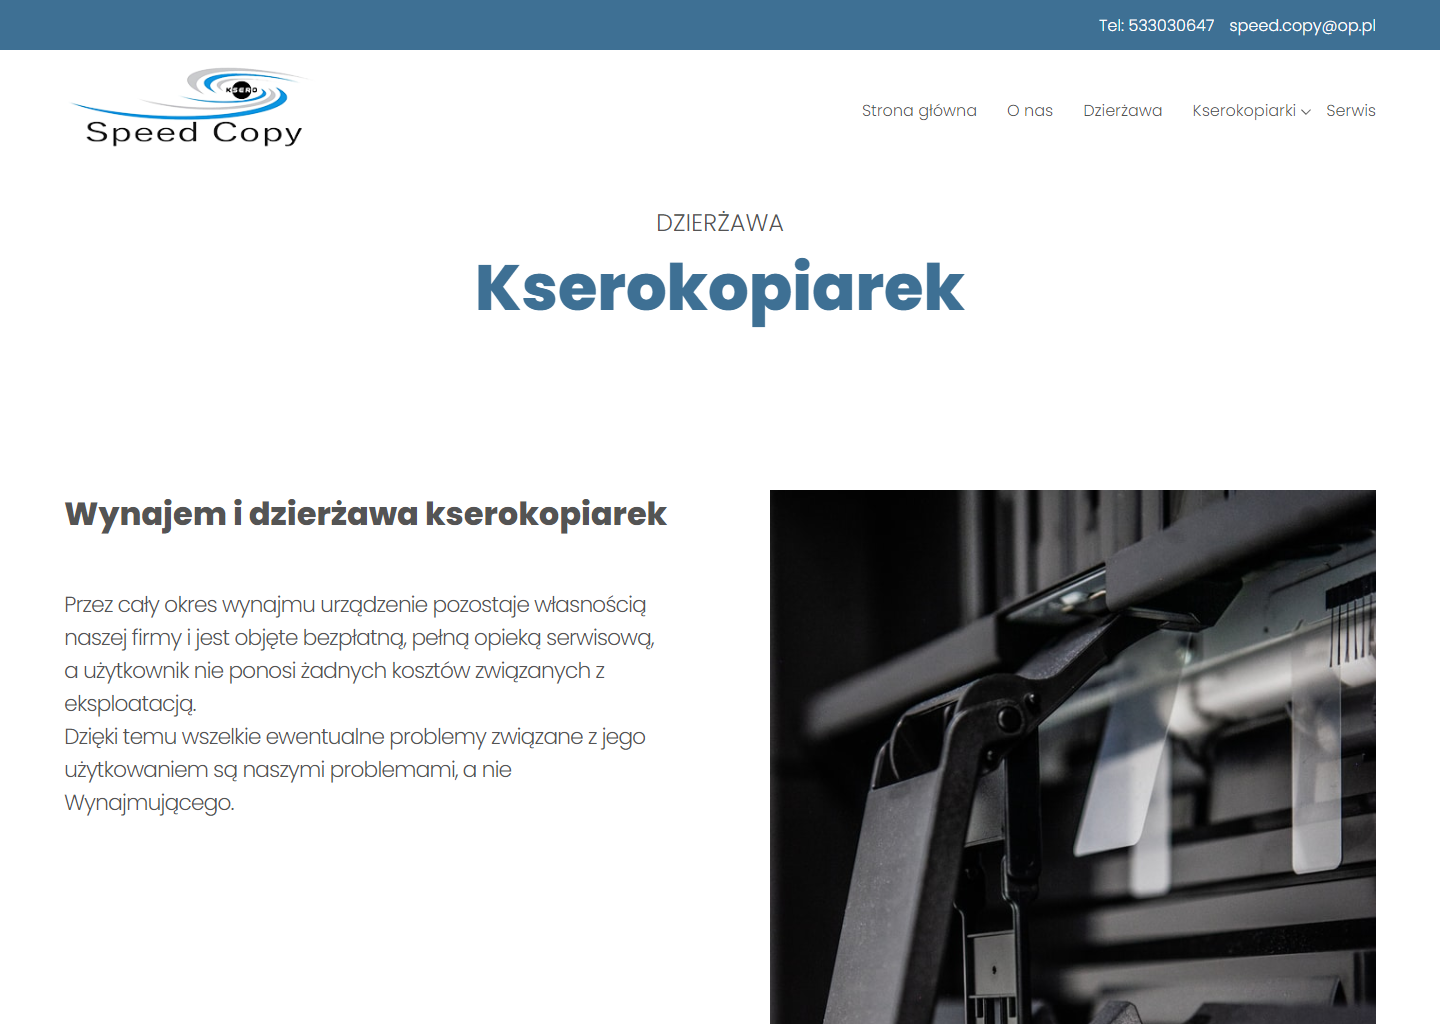 Tel: 533030647 speed.copy@op.pl
KSERO
Speed Copy
Strona główna O nas Dzierżawa Kserokopiarki Serwis
DZIERŻAWA
Kserokopiarek
Wynajem i dzierżawa kserokopiarek
Przez cały okres wynajmu urządzenie pozostaje własnością
naszej firmy i jest objęte bezpłatną, pełną opieką serwisową,
a użytkownik nie ponosi żadnych kosztów związanych z
eksploatacją.
Dzięki temu wszelkie ewentualne problemy związane z jego
użytkowaniem są naszymi problemami, a nie
Wynajmującego.